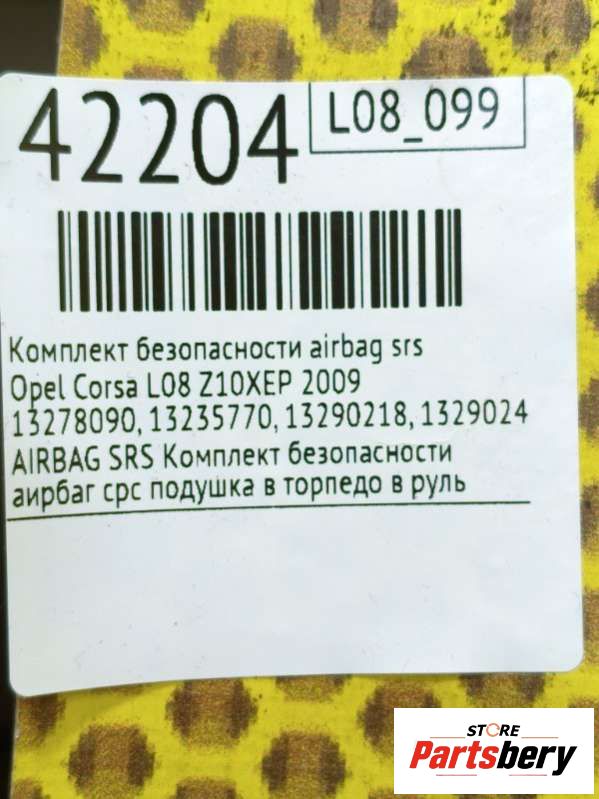 42204
L08_099
Комплект безопасности airbag srs
Opel Corsa L08 Z10XEP 2009
13278090, 13235770, 13290218, 1329024
AIRBAG SRS Комплект безопасности
аирбаг срс подушка в торпедо в руль
STORE
Partsbery